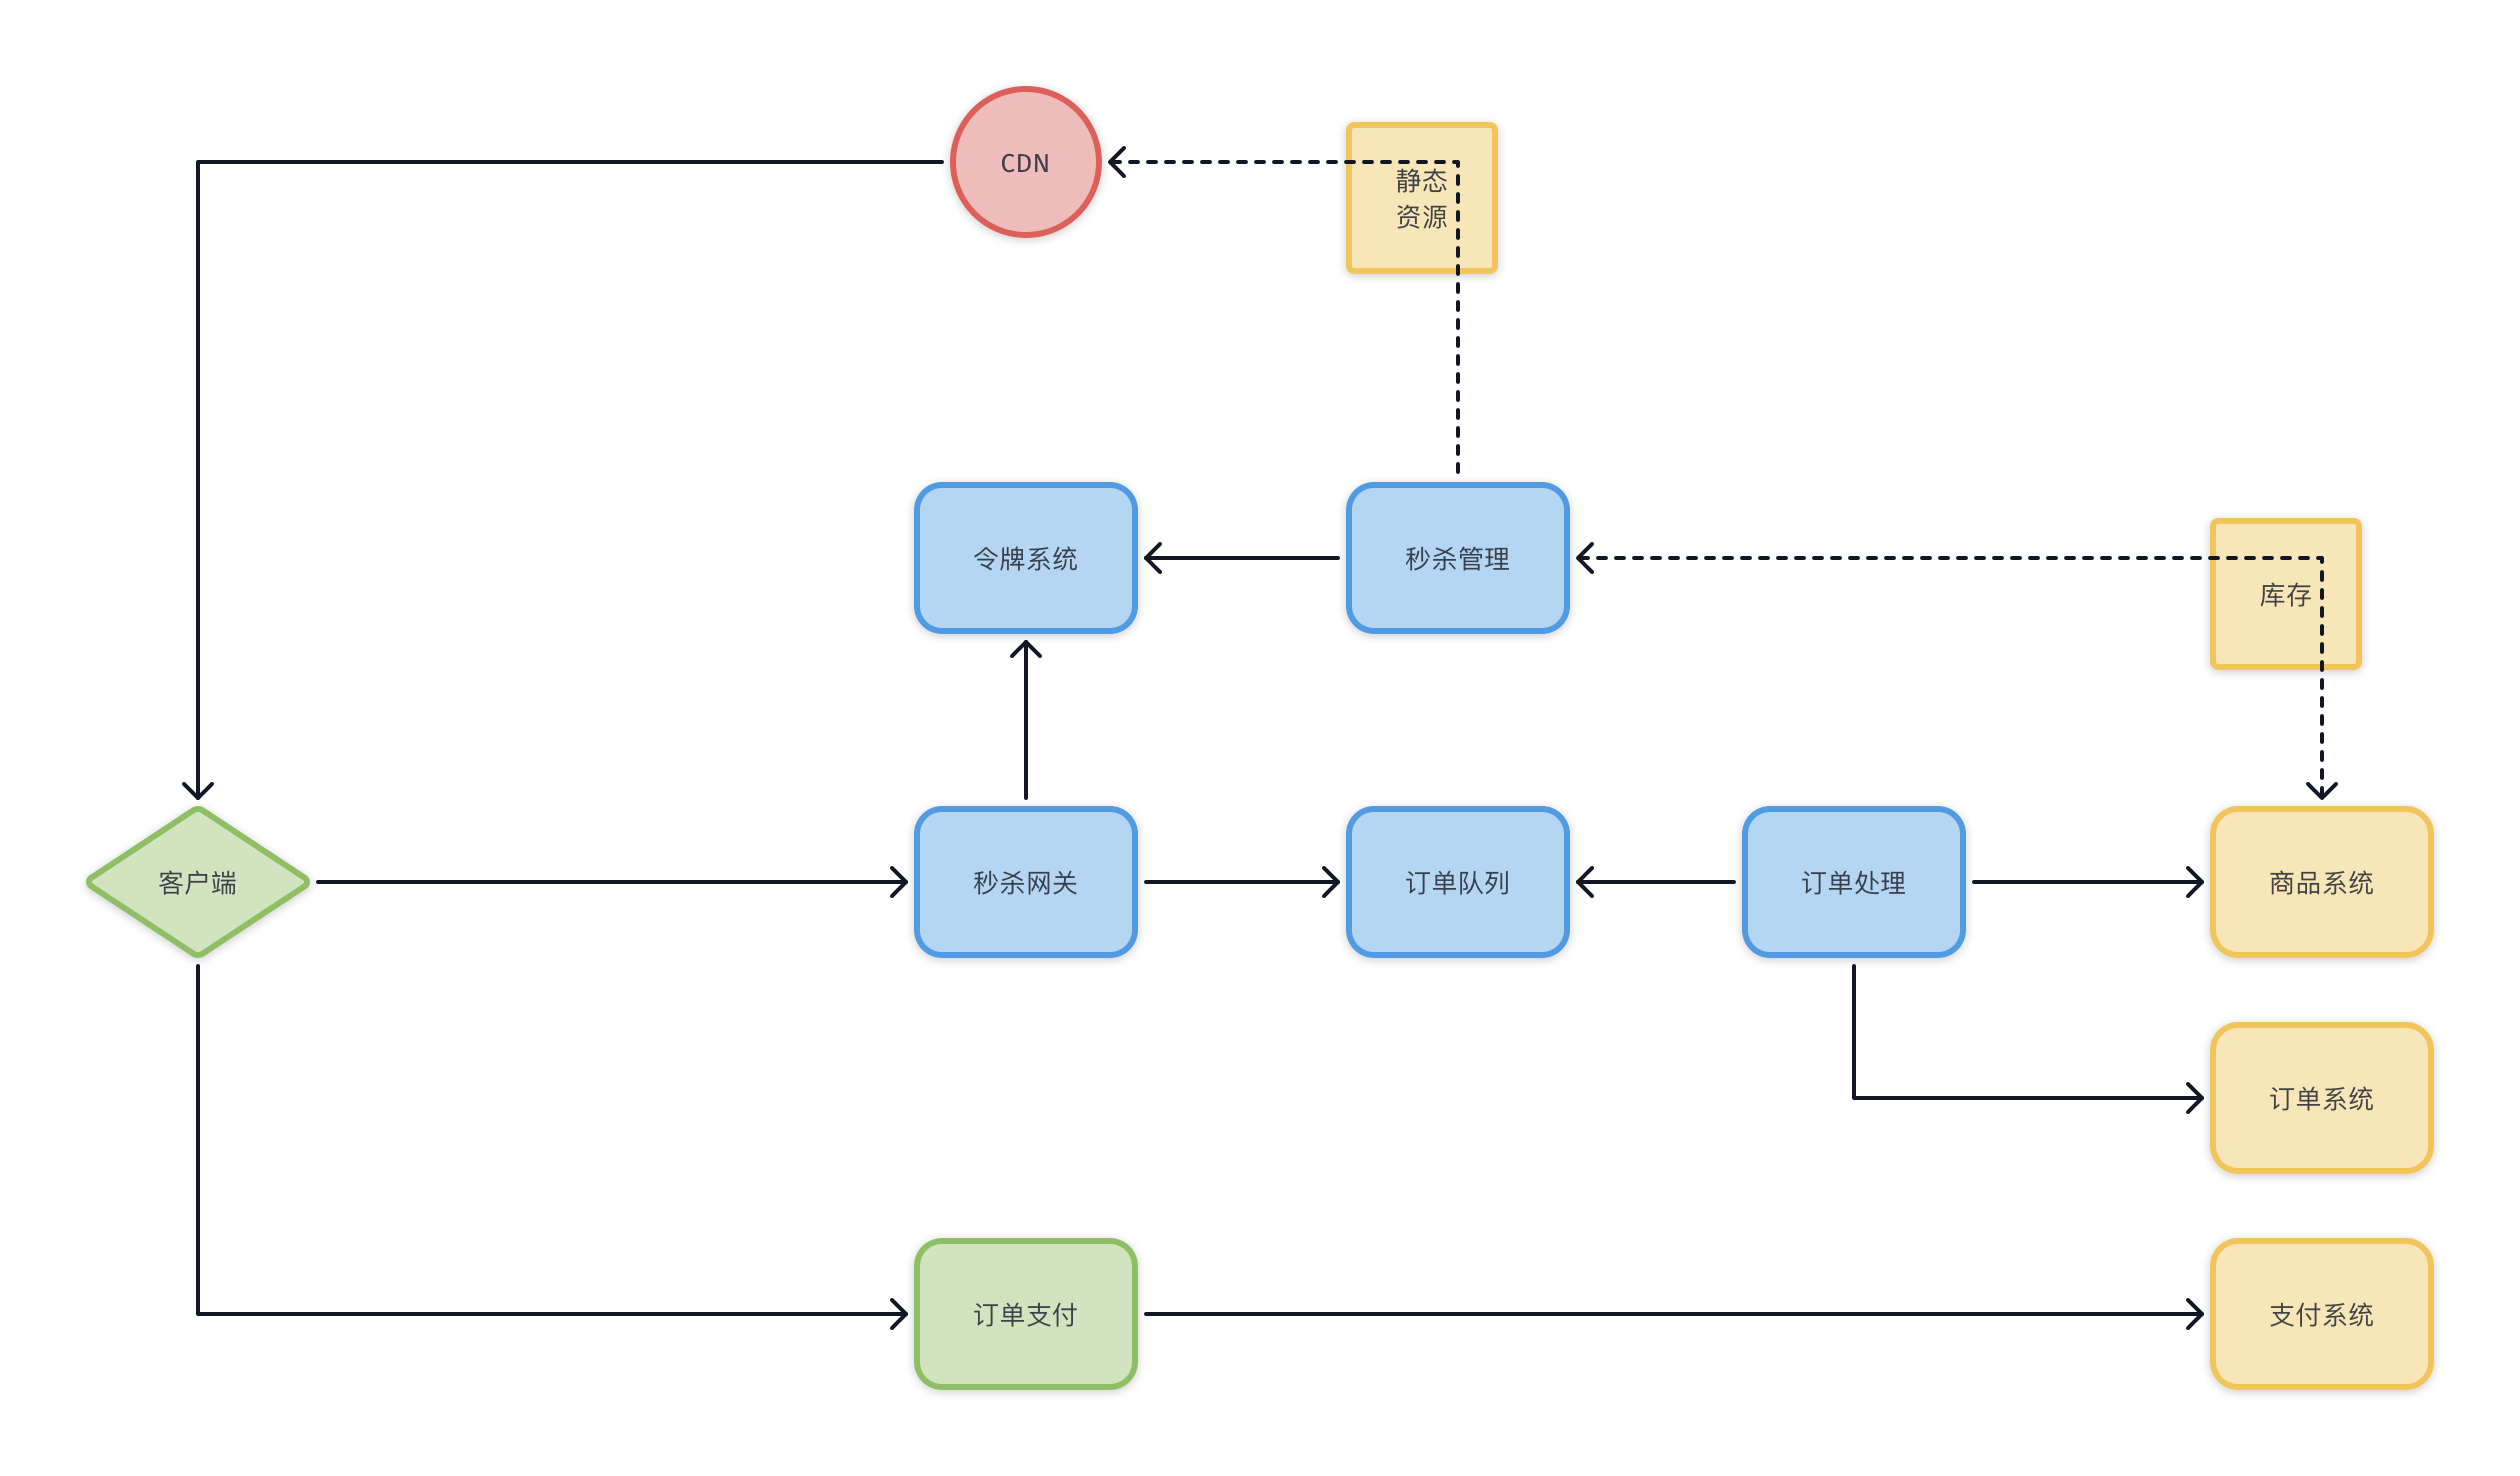 CDN
静态
资源
令牌系统
秒杀管理
库存
客户端
秒杀网关
订单队列
订单处理
商品系统
订单系统
订单支付
支付系统